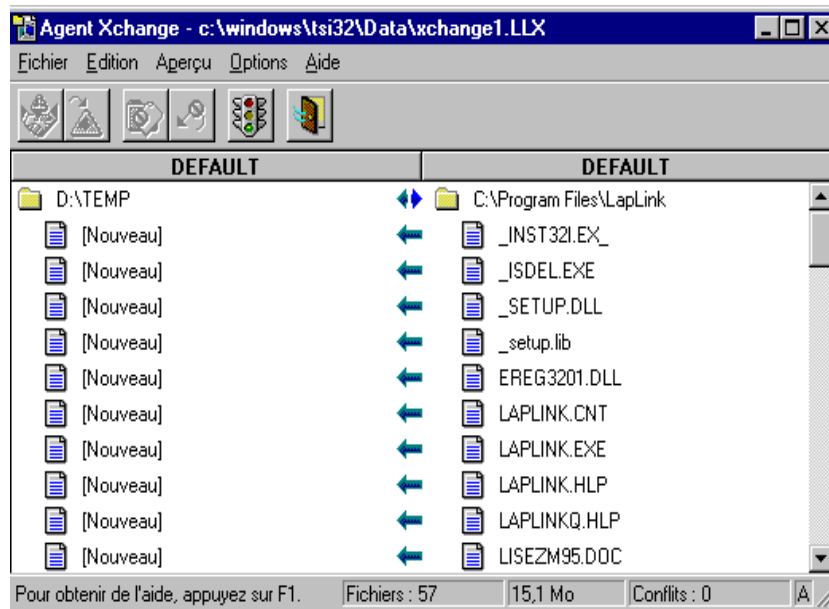 Agent Xchange - c:\windows\tsi32\Data\xchange1.LLX
Fichier Edition Aperçu Options Aide
DEFAULT DEFAULT
D:\TEMP C:\Program Files\LapLink
[Nouveau] _INST32I.EX_
[Nouveau] _ISDEL.EXE
[Nouveau] _SETUP.DLL
[Nouveau] _setup.lib
[Nouveau] EREG3201.DLL
[Nouveau] LAPLINK.CNT
[Nouveau] LAPLINK.EXE
[Nouveau] LAPLINK.HLP
[Nouveau] LAPLINKQ.HLP
[Nouveau] LISEZM95.DOC
Pour obtenir de l'aide, appuyez sur F1. Fichiers : 57 15,1 Mo Conflits : 0 A